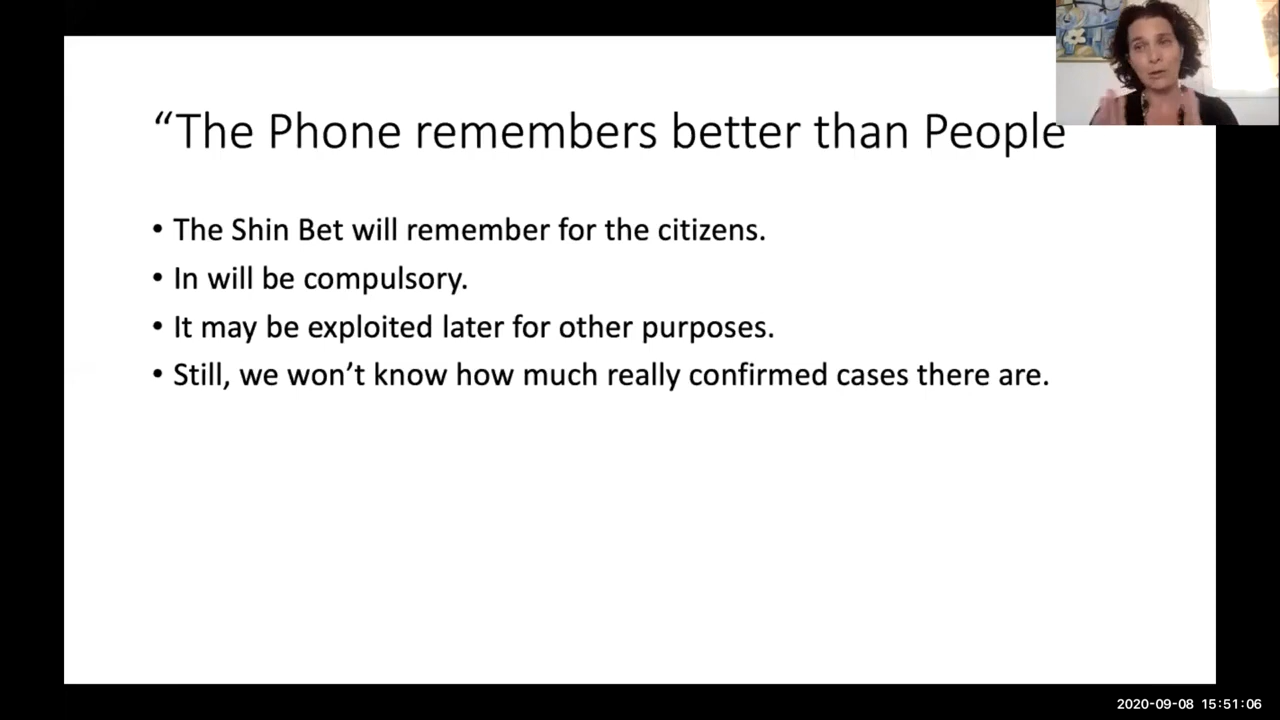 “The Phone remembers better than People
• The Shin Bet will remember for the citizens.
• In will be compulsory.
• It may be exploited later for other purposes.
• Still, we won’t know how much really confirmed cases there are.
2020-09-08 15:51:06